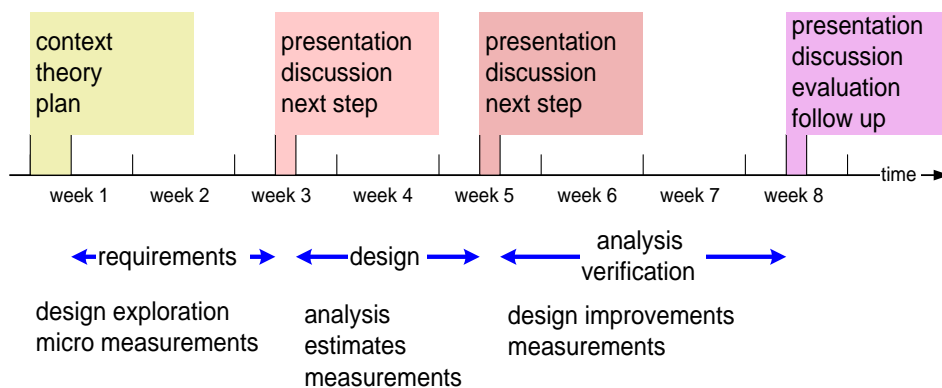 context
theory
plan
presentation
discussion
next step
presentation
discussion
next step
presentation
discussion
evaluation
follow up
time
week 1
week 2
week 3
week 4
week 5
week 6
week 7
week 8
requirements
design
analysis
verification
design exploration
micro measurements
analysis
estimates
measurements
design improvements
measurements